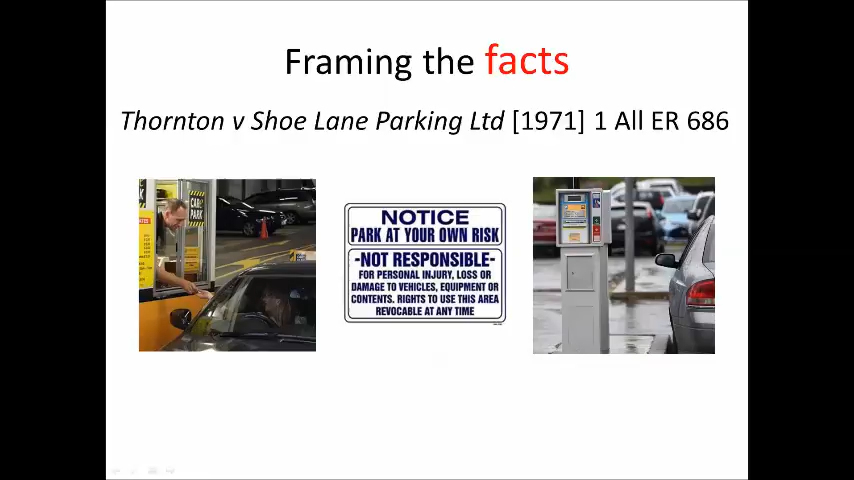 Framing the facts
Thornton v Shoe Lane Parking Ltd [1971] 1 All ER 686
CAR
PARK
NOTICE
PARK AT YOUR OWN RISK
-NOT RESPONSIBLE-
FOR PERSONAL INJURY, LOSS OR
DAMAGE TO VEHICLES, EQUIPMENT OR
CONTENTS. RIGHTS TO USE THIS AREA
REVOCABLE AT ANY TIME